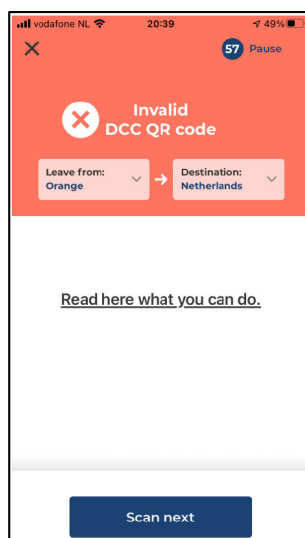 vodafone NL 20:39 49%
57 Pause
Invalid
DCC QR code
Leave from:
Orange
Destination:
Netherlands
Read here what you can do.
Scan next